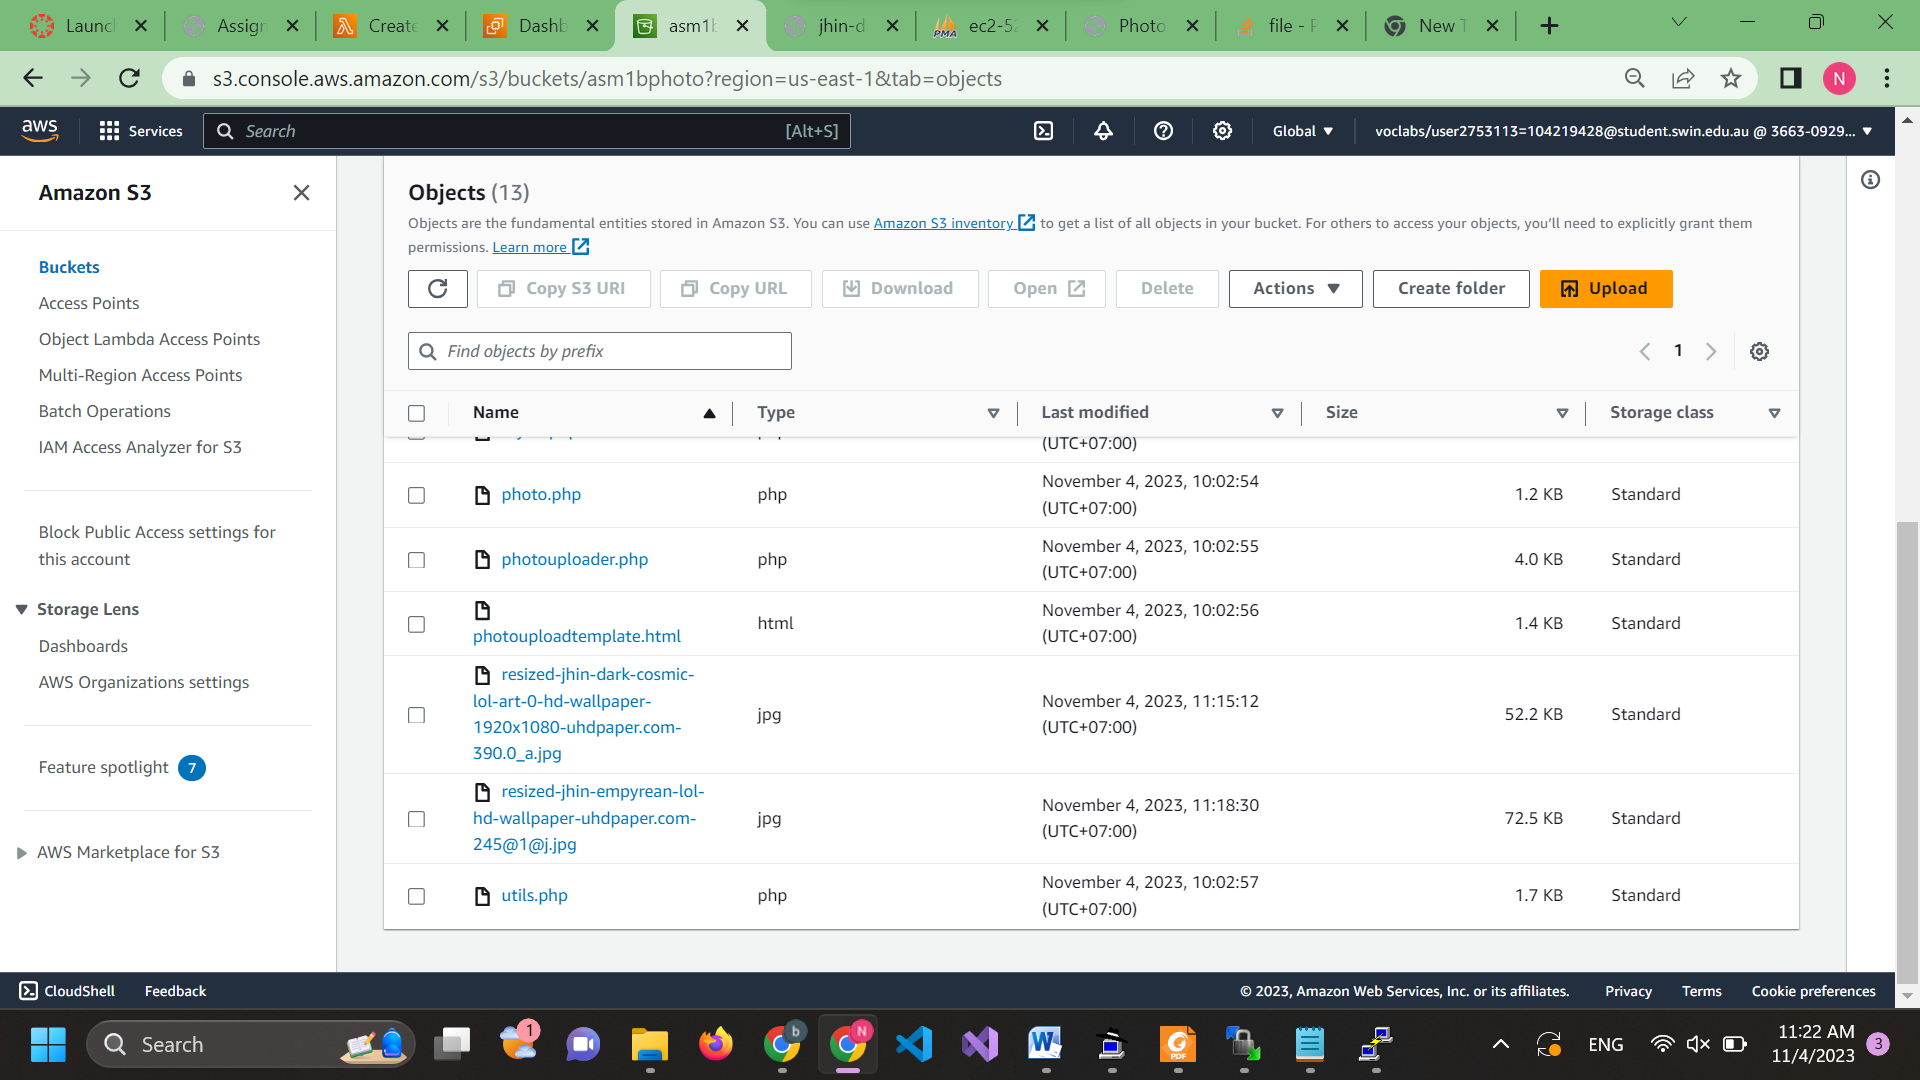 Launc
Assign
Create
Dashb
asm1b
jhin-d
PMA
ec2-52
Photo
file - P
New T
s3.console.aws.amazon.com/s3/buckets/asm1bphoto?region=us-east-1&tab=objects
N
aws
Services
Search
[Alt+S]
Global
voclabs/user2753113=104219428@student.swin.edu.au @ 3663-0929...
Amazon S3
Buckets
Access Points
Object Lambda Access Points
Multi-Region Access Points
Batch Operations
IAM Access Analyzer for S3
Block Public Access settings for
this account
Storage Lens
Dashboards
AWS Organizations settings
Feature spotlight 7
AWS Marketplace for S3
Objects (13)
Objects are the fundamental entities stored in Amazon S3. You can use Amazon S3 inventory to get a list of all objects in your bucket. For others to access your objects, you'll need to explicitly grant them
permissions. Learn more
Copy S3 URI
Copy URL
Download
Open
Delete
Actions
Create folder
Upload
Find objects by prefix
1
Name
Type
Last modified
Size
Storage class
(UTC+07:00)
photo.php
php
November 4, 2023, 10:02:54
(UTC+07:00)
1.2 KB
Standard
photouploader.php
php
November 4, 2023, 10:02:55
(UTC+07:00)
4.0 KB
Standard
photouploadtemplate.html
html
November 4, 2023, 10:02:56
(UTC+07:00)
1.4 KB
Standard
resized-jhin-dark-cosmic-
lol-art-0-hd-wallpaper-
1920x1080-uhdpaper.com-
390.0_a.jpg
jpg
November 4, 2023, 11:15:12
(UTC+07:00)
52.2 KB
Standard
resized-jhin-empyrean-lol-
hd-wallpaper-uhdpaper.com-
245@1@j.jpg
jpg
November 4, 2023, 11:18:30
(UTC+07:00)
72.5 KB
Standard
utils.php
php
November 4, 2023, 10:02:57
(UTC+07:00)
1.7 KB
Standard
CloudShell
Feedback
© 2023, Amazon Web Services, Inc. or its affiliates.
Privacy
Terms
Cookie preferences
Search
1
b
N
W
PDF
ENG
11:22 AM
11/4/2023
3